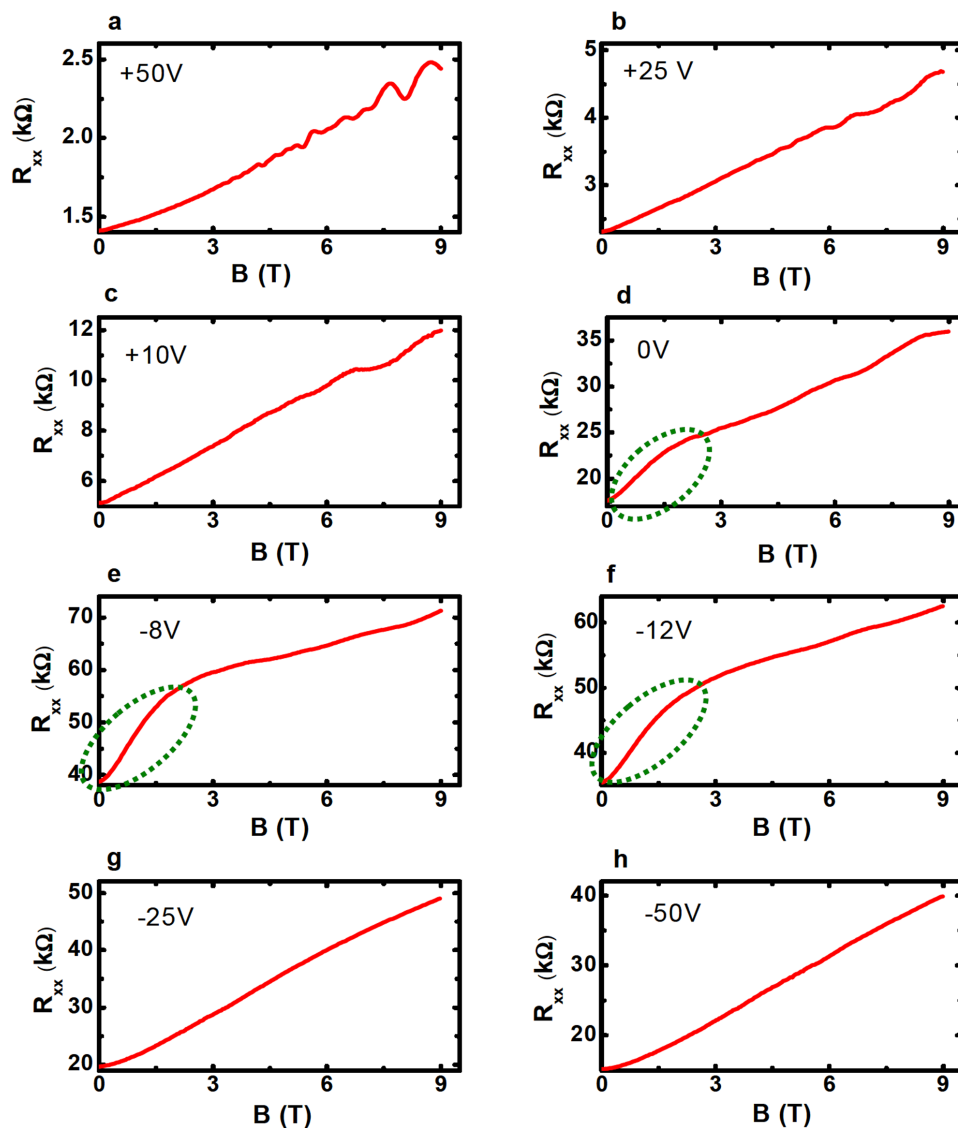 a
+50V
2.5
2.0
1.5
Rxx (kΩ)
0 3 6 9
B (T)
b
+25 V
5
4
3
Rxx (kΩ)
0 3 6 9
B (T)
c
+10V
12
10
8
6
Rxx (kΩ)
0 3 6 9
B (T)
d
0V
35
30
25
20
Rxx (kΩ)
0 3 6 9
B (T)
e
-8V
70
60
50
40
Rxx (kΩ)
0 3 6 9
B (T)
f
-12V
60
50
40
Rxx (kΩ)
0 3 6 9
B (T)
g
-25V
50
40
30
20
Rxx (kΩ)
0 3 6 9
B (T)
h
-50V
40
30
20
Rxx (kΩ)
0 3 6 9
B (T)